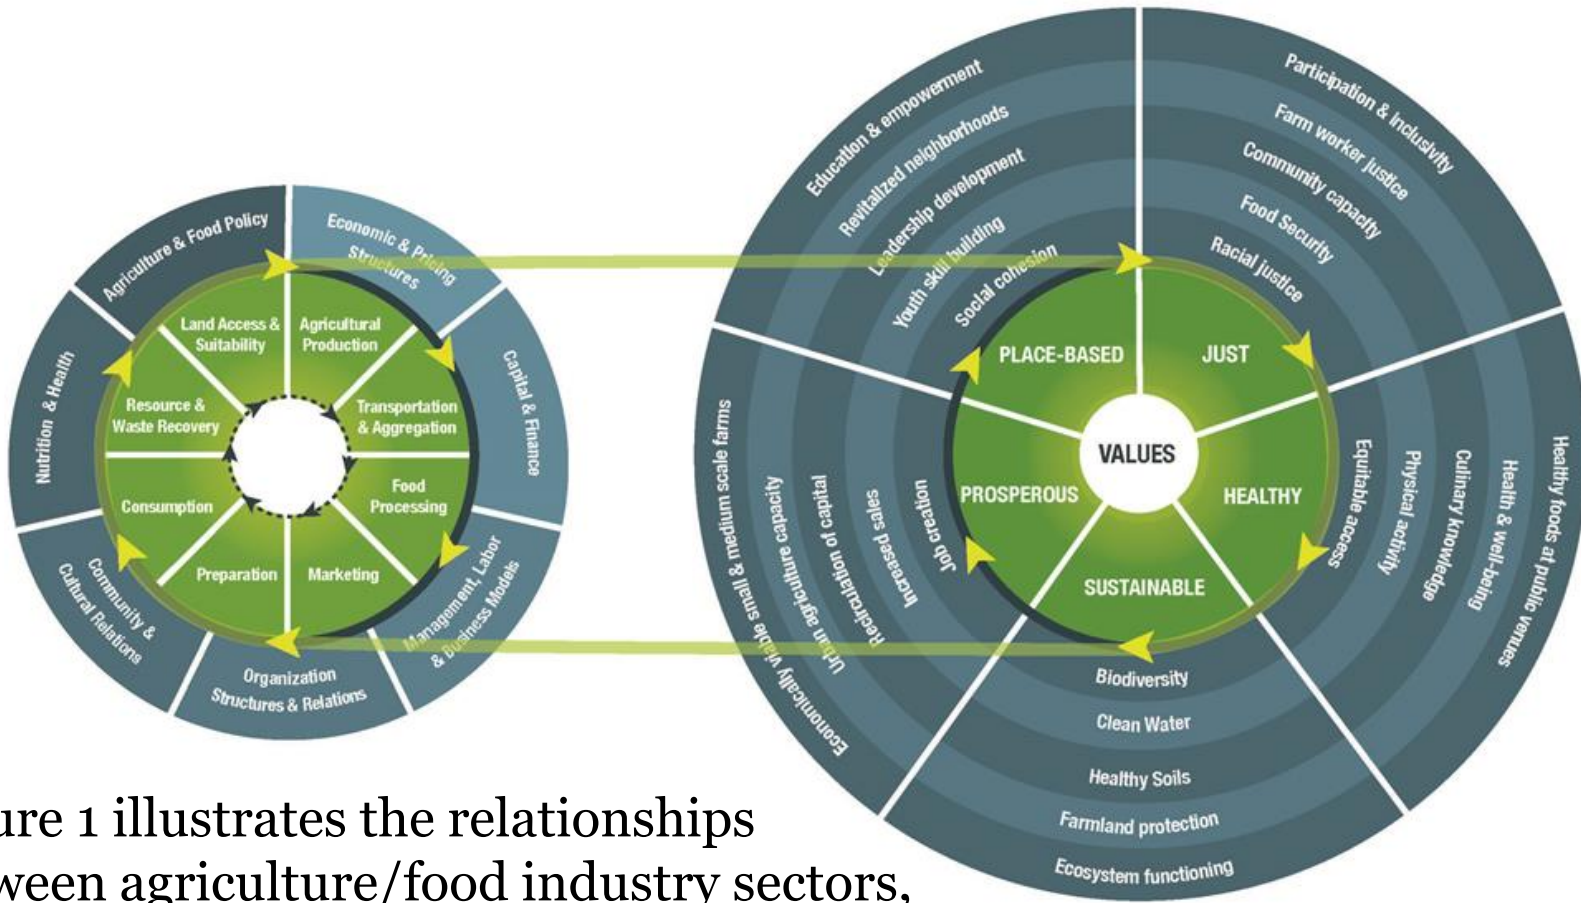 Agriculture & Food Policy
Economic & Pricing
Structures
Capital & Finance
Management, Labor
& Business Models
Organization
Structures & Relations
Community &
Cultural Relations
Nutrition & Health
Land Access &
Suitability
Agricultural
Production
Transportation
& Aggregation
Food
Processing
Marketing
Preparation
Consumption
Resource &
Waste Recovery
Education & empowerment
Revitalized neighborhoods
Leadership development
Youth skill building
Social cohesion
PLACE-BASED
Participation & inclusivity
Farm worker justice
Community capacity
Food Security
Racial justice
JUST
VALUES
Equitable access
Physical activity
Culinary knowledge
Health & well-being
Healthy foods at public venues
HEALTHY
SUSTAINABLE
Biodiversity
Clean Water
Healthy Soils
Farmland protection
Ecosystem functioning
PROSPEROUS
Job creation
Increased sales
Recirculation of capital
Urban agriculture capacity
Economically viable small & medium scale farms
ure 1 illustrates the relationships
ween agriculture/food industry sectors,